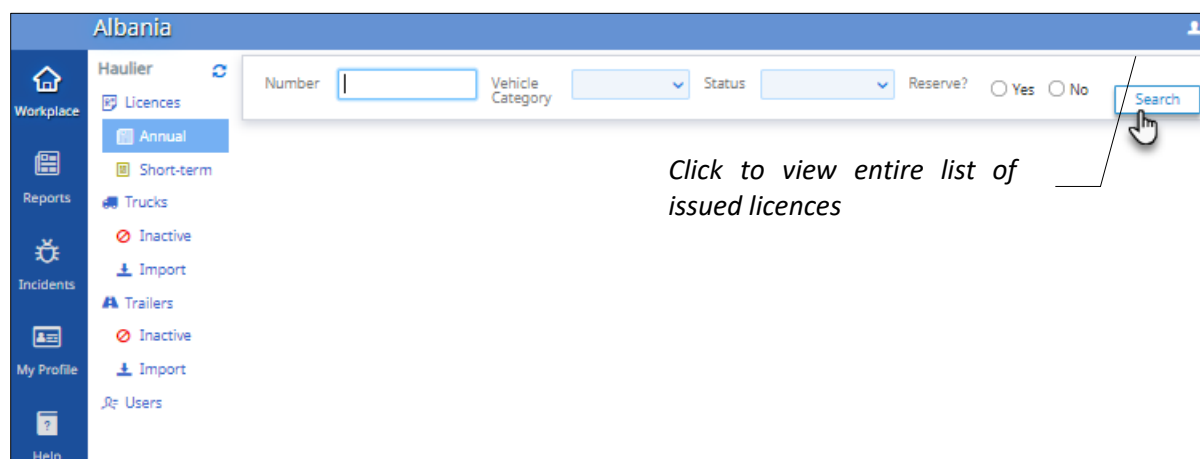 Albania
Workplace
Reports
Incidents
My Profile
Help
Haulier
Licences
Annual
Short-term
Trucks
Inactive
Import
Trailers
Inactive
Import
Users
Number
Vehicle
Category
Status
Reserve?
Yes
No
Search
Click to view entire list of
issued licences